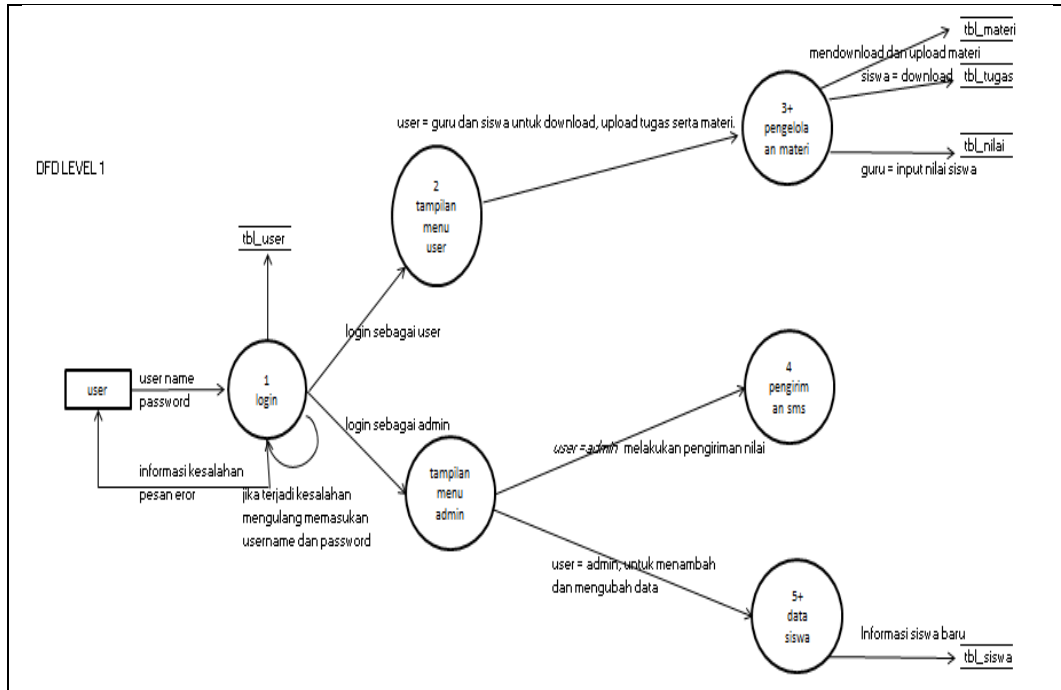 tbl_materi
mendownload dan upload materi
siswa = download
tbl_tugas
3+
pengelola
an materi
user = guru dan siswa untuk download, upload tugas serta materi.
tbl_nilai
guru = input nilai siswa
DFD LEVEL 1
2
tampilan
menu
user
tbl_user
login sebagai user
user
user name
password
1
login
4
pengirim
an sms
login sebagai admin
user =admin melakukan pengiriman nilai
informasi kesalahan
pesan eror
jika terjadi kesalahan
mengulang memasukan
username dan password
tampilan
menu
admin
user = admin, untuk menambah
dan mengubah data
5+
data
siswa
Informasi siswa baru
tbl_siswa